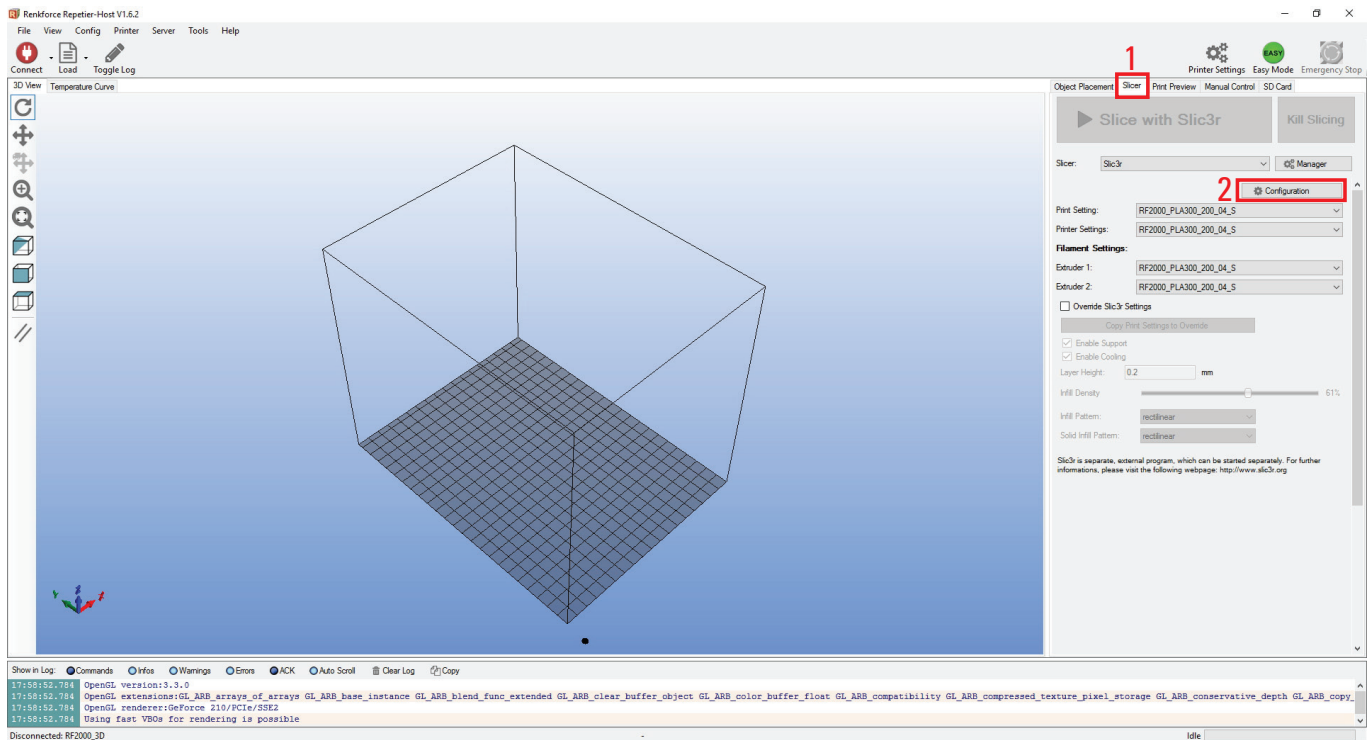 Renkforce Repetier-Host V1.6.2
File View Config Printer Server Tools Help
Connect Load Toggle Log
Printer Settings Easy Mode Emergency Stop
EASY
1
3D View Temperature Curve
Object Placement Slicer Print Preview Manual Control SD Card
Slice with Slic3r
Kill Slicing
Slicer: Slic3r Manager
2 Configuration
Print Setting: RF2000_PLA300_200_04_S
Printer Settings: RF2000_PLA300_200_04_S
Filament Settings:
Extruder 1: RF2000_PLA300_200_04_S
Extruder 2: RF2000_PLA300_200_04_S
Override Slic3r Settings
Copy Print Settings to Override
Enable Support
Enable Cooling
Layer Height: 0.2 mm
Infill Density 61%
Infill Pattern: rectilinear
Solid Infill Pattern: rectilinear
Slic3r is separate, external program, which can be started separately. For further
informations, please visit the following webpage: http://www.slic3r.org
Y Z X
Show in Log: Commands Infos Warnings Errors ACK Auto Scroll Clear Log Copy
17:58:52.784 OpenGL version:3.3.0
17:58:52.784 OpenGL extensions:GL_ARB_arrays_of_arrays GL_ARB_base_instance GL_ARB_blend_func_extended GL_ARB_clear_buffer_object GL_ARB_color_buffer_float GL_ARB_compatibility GL_ARB_compressed_texture_pixel_storage GL_ARB_conservative_depth GL_ARB_copy_
17:58:52.784 OpenGL renderer:GeForce 210/PCIe/SSE2
17:58:52.784 Using fast VBOs for rendering is possible
Disconnected: RF2000_3D - Idle